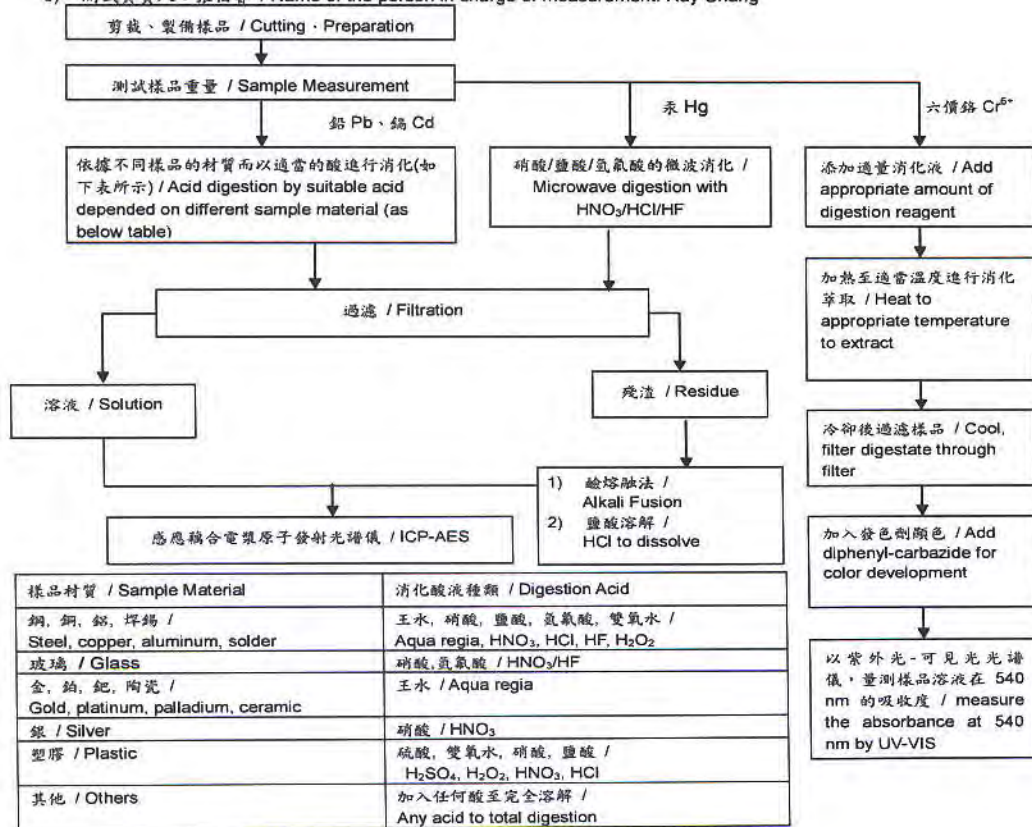 Name of the person in charge of measurement: Ray Chang
剪裁、製備樣品 / Cutting、Preparation
測試樣品重量 / Sample Measurement
鉛 Pb、鎘 Cd
汞 Hg
六價鉻 Cr⁶⁺
依據不同樣品的材質而以適當的酸進行消化(如
下表所示) / Acid digestion by suitable acid
depended on different sample material (as
below table)
硝酸/鹽酸/氫氟酸的微波消化 /
Microwave digestion with
HNO₃/HCl/HF
添加適量消化液 / Add
appropriate amount of
digestion reagent
過濾 / Filtration
加熱至適當溫度進行消化
萃取 / Heat to
appropriate temperature
to extract
溶液 / Solution
殘渣 / Residue
冷卻後過濾樣品 / Cool,
filter digestate through
filter
1) 鹼熔融法 /
Alkali Fusion
2) 鹽酸溶解 /
HCl to dissolve
感應耦合電漿原子發射光譜儀 / ICP-AES
加入發色劑顯色 / Add
diphenyl-carbazide for
color development
以紫外光-可見光光譜
儀,量測樣品溶液在 540
nm 的吸收度 / measure
the absorbance at 540
nm by UV-VIS
樣品材質 / Sample Material
消化酸液種類 / Digestion Acid
鋼, 銅, 鋁, 焊錫 /
Steel, copper, aluminum, solder
王水, 硝酸, 鹽酸, 氫氟酸, 雙氧水 /
Aqua regia, HNO₃, HCl, HF, H₂O₂
玻璃 / Glass
硝酸,氫氟酸 / HNO₃/HF
金, 鉑, 鈀, 陶瓷 /
Gold, platinum, palladium, ceramic
王水 / Aqua regia
銀 / Silver
硝酸 / HNO₃
塑膠 / Plastic
硫酸, 雙氧水, 硝酸, 鹽酸 /
H₂SO₄, H₂O₂, HNO₃, HCl
其他 / Others
加入任何酸至完全溶解 /
Any acid to total digestion